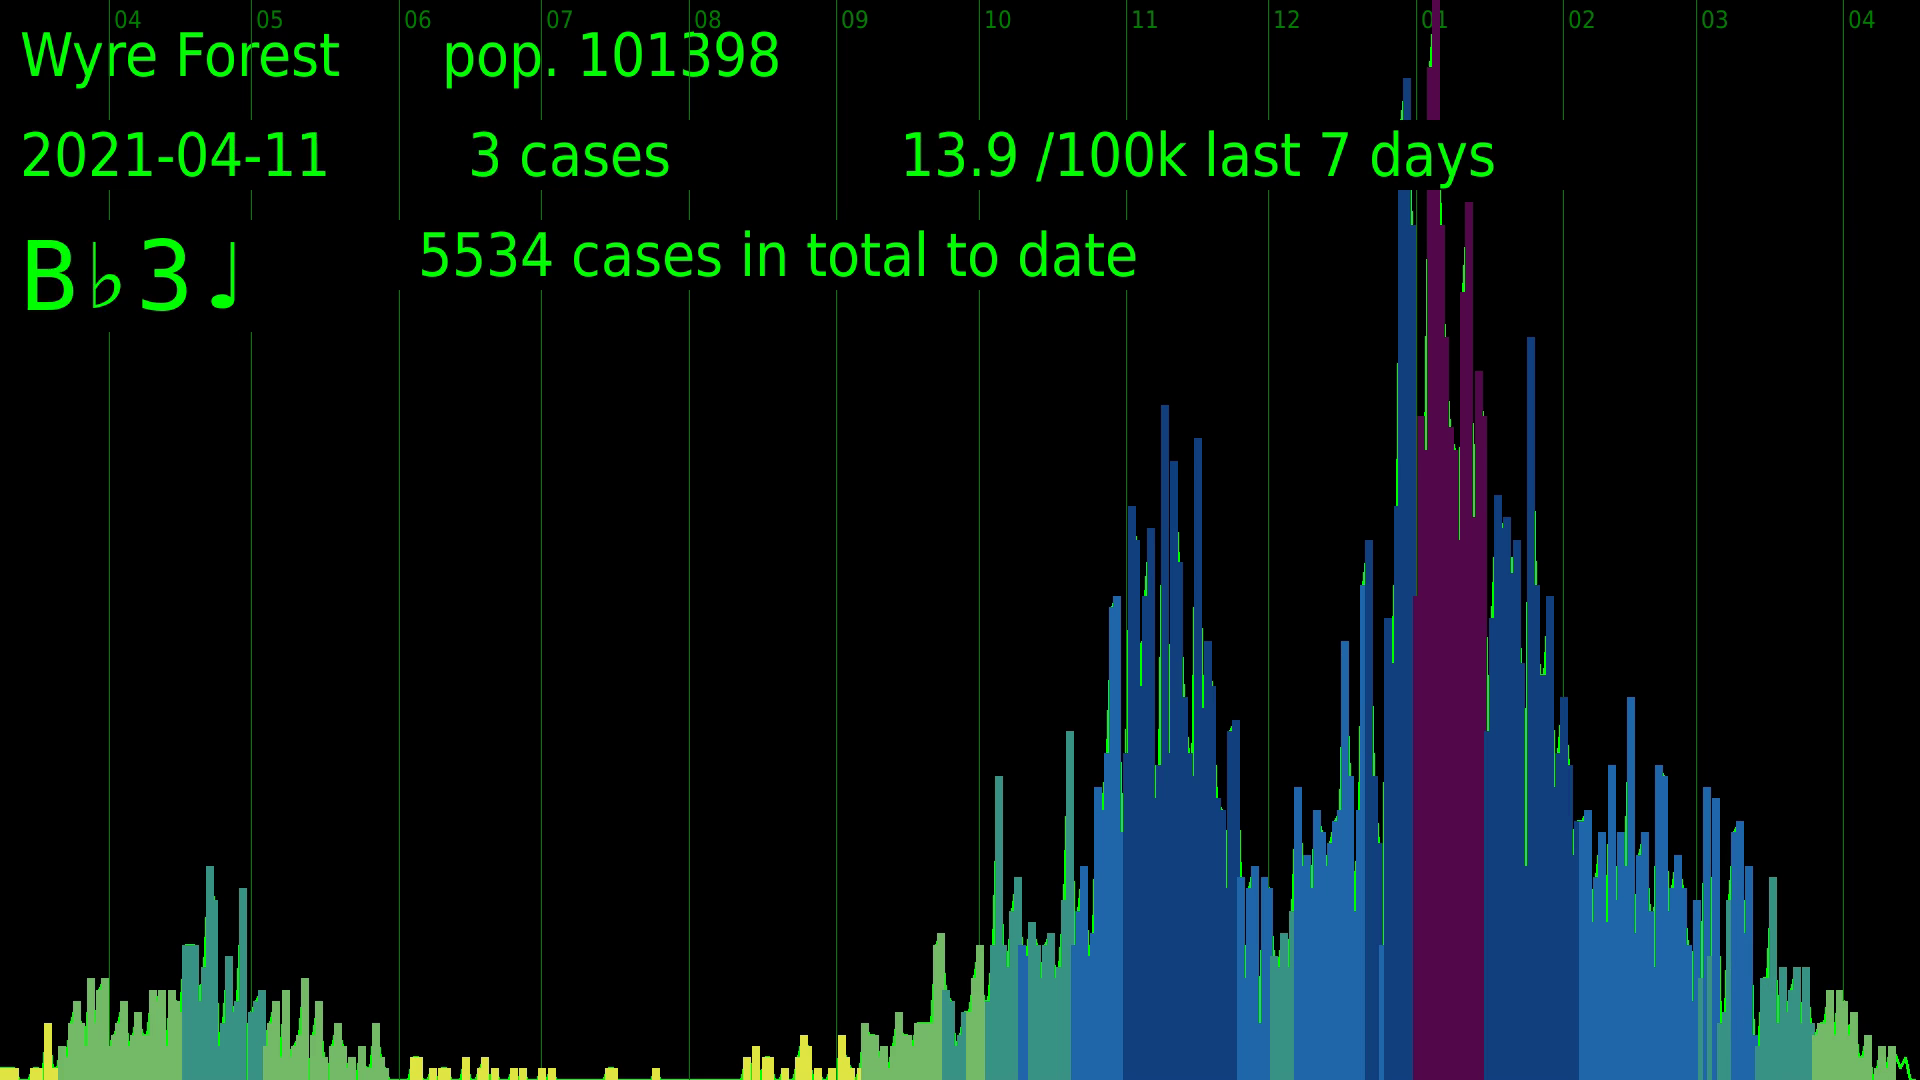 04 05 06 07 08 09 10 11 12 01 02 03 04
Wyre Forest pop. 101398
2021-04-11 3 cases 13.9 /100k last 7 days
B♭3♩ 5534 cases in total to date